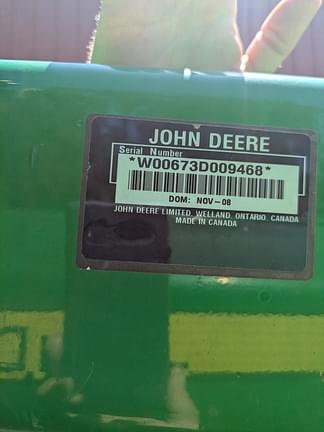 JOHN DEERE
Serial Number
*W00673D009468*
DOM: NOV-08
JOHN DEERE LIMITED, WELLAND, ONTARIO, CANADA
MADE IN CANADA